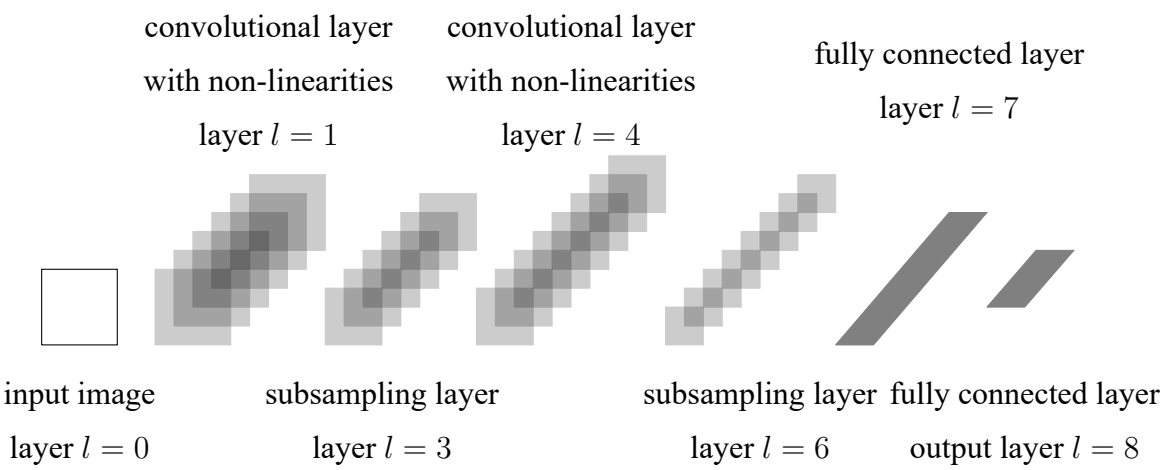 convolutional layer
with non-linearities
layer l = 1
convolutional layer
with non-linearities
layer l = 4
fully connected layer
layer l = 7
input image
layer l = 0
subsampling layer
layer l = 3
subsampling layer
layer l = 6
fully connected layer
output layer l = 8